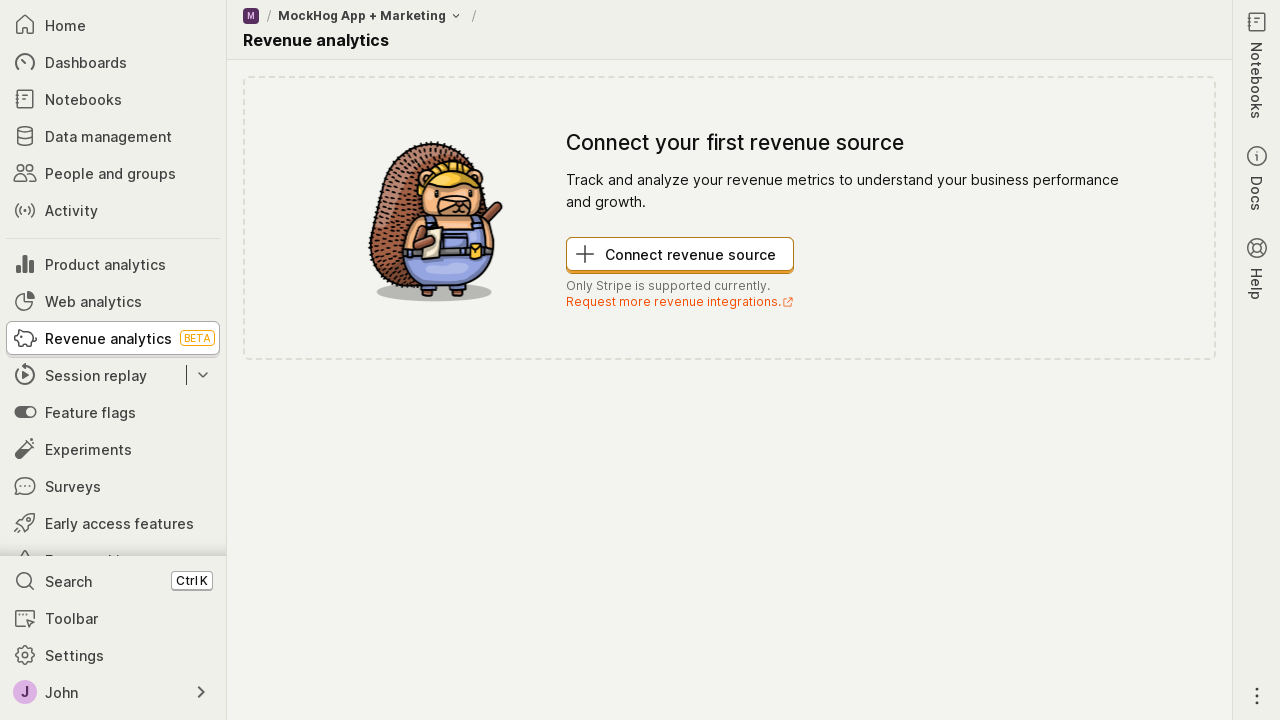 Home
Dashboards
Notebooks
Data management
People and groups
Activity
Product analytics
Web analytics
Revenue analytics BETA
Session replay
Feature flags
Experiments
Surveys
Early access features
Search Ctrl K
Toolbar
Settings
J John
M / MockHog App + Marketing /
Revenue analytics
Connect your first revenue source
Track and analyze your revenue metrics to understand your business performance
and growth.
Connect revenue source
Only Stripe is supported currently.
Request more revenue integrations.
Notebooks
Docs
Help